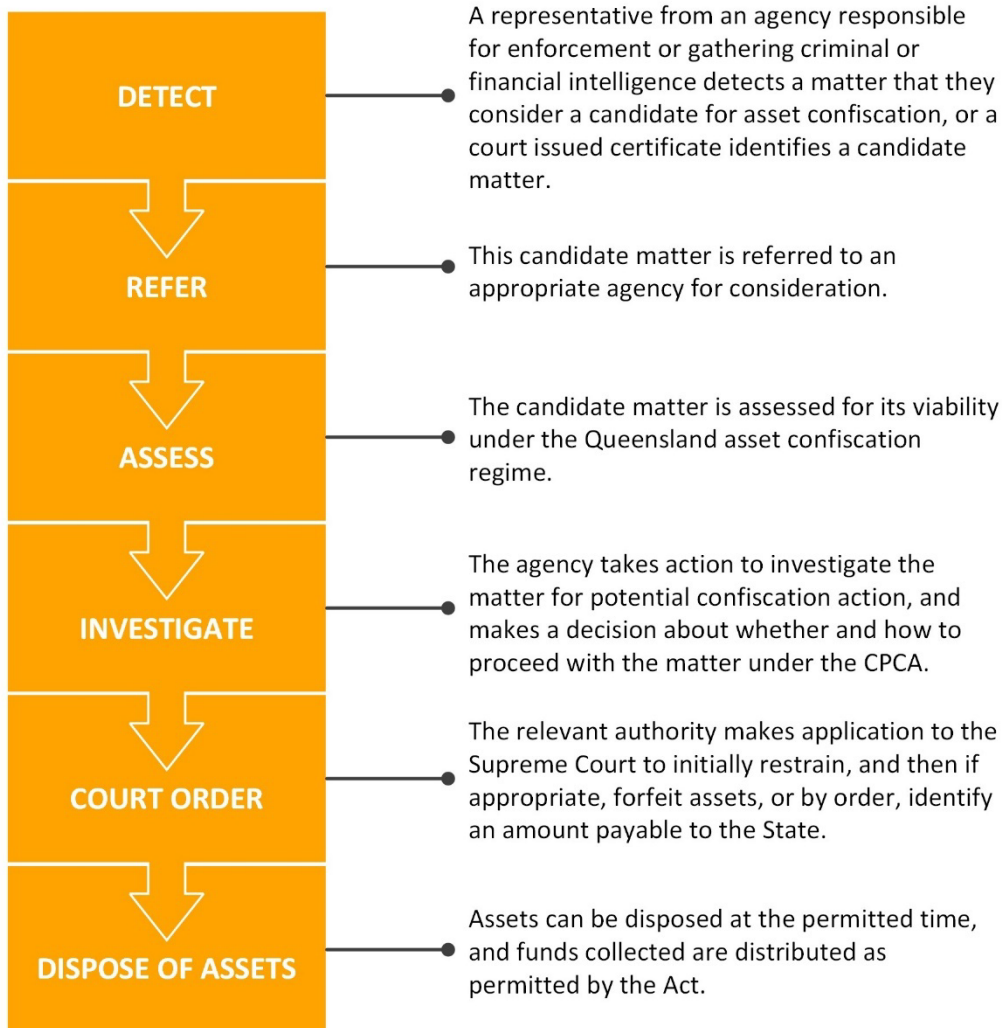 DETECT
A representative from an agency responsible
for enforcement or gathering criminal or
financial intelligence detects a matter that they
consider a candidate for asset confiscation, or a
court issued certificate identifies a candidate
matter.
REFER
This candidate matter is referred to an
appropriate agency for consideration.
ASSESS
The candidate matter is assessed for its viability
under the Queensland asset confiscation
regime.
INVESTIGATE
The agency takes action to investigate the
matter for potential confiscation action, and
makes a decision about whether and how to
proceed with the matter under the CPCA.
COURT ORDER
The relevant authority makes application to the
Supreme Court to initially restrain, and then if
appropriate, forfeit assets, or by order, identify
an amount payable to the State.
DISPOSE OF ASSETS
Assets can be disposed at the permitted time,
and funds collected are distributed as
permitted by the Act.